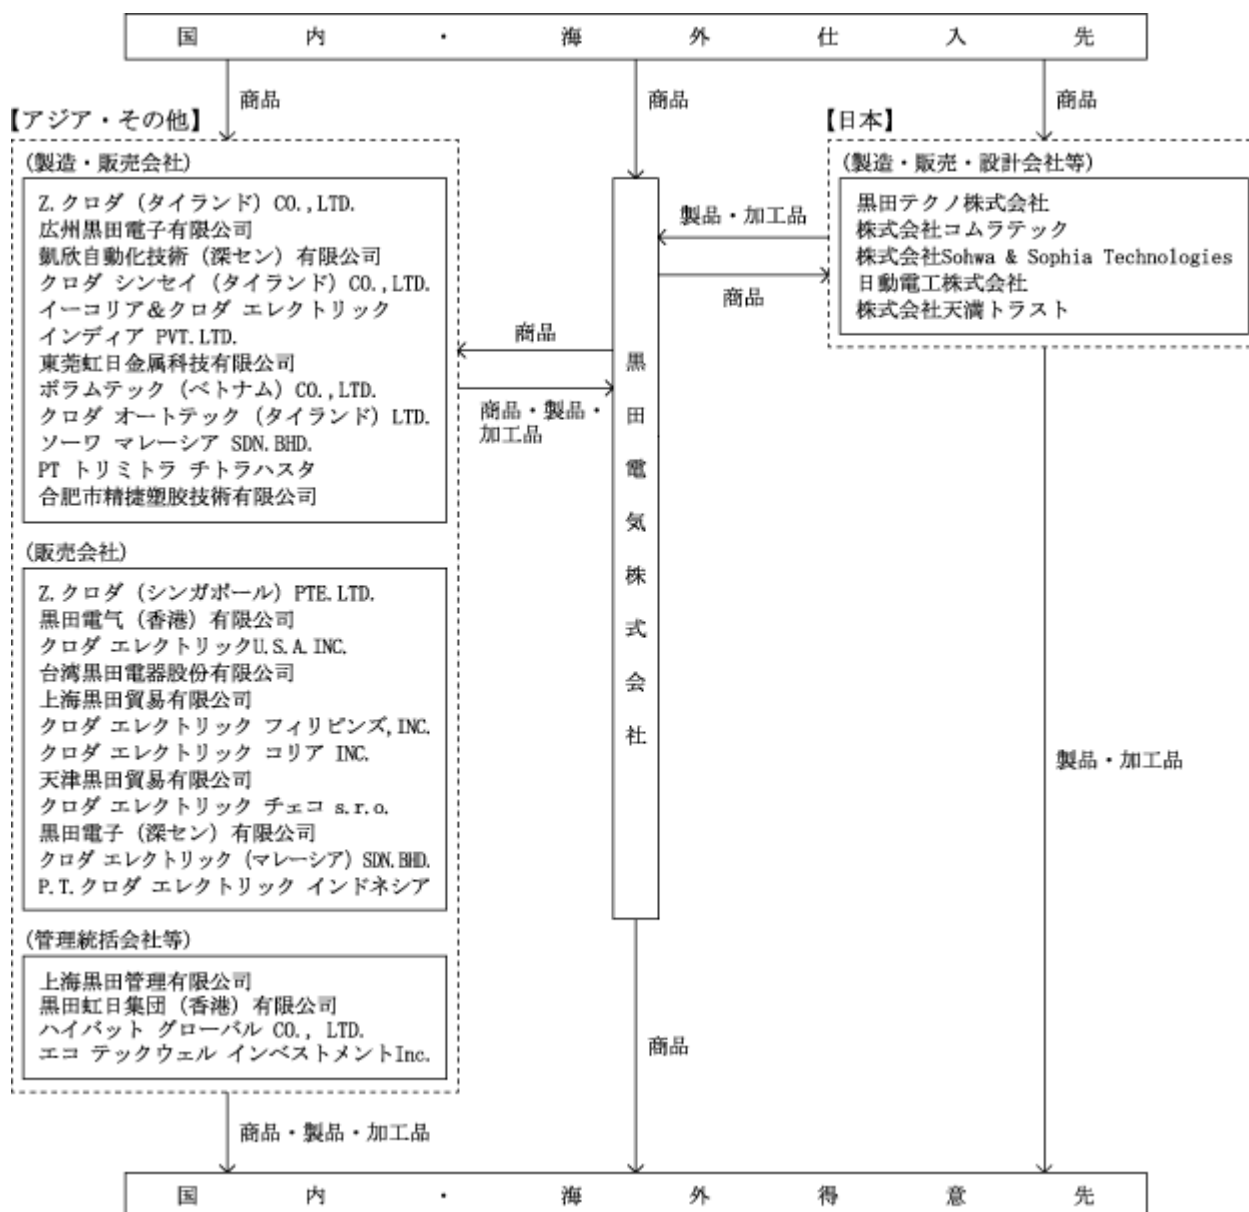 国内・海外仕入先
商品
商品
商品
【アジア・その他】
(製造・販売会社)
Z.クロダ（タイランド）CO.,LTD.
広州黒田電子有限公司
凱欣自動化技術（深セン）有限公司
クロダ シンセイ（タイランド）CO.,LTD.
イーコリア＆クロダ エレクトリック
インディア PVT.LTD.
東莞虹日金属科技有限公司
ボラムテック（ベトナム）CO.,LTD.
クロダ オートテック（タイランド）LTD.
ソーワ マレーシア SDN.BHD.
PT トリミトラ チトラハスタ
合肥市精捷塑胶技術有限公司
(販売会社)
Z.クロダ（シンガポール）PTE.LTD.
黒田電気（香港）有限公司
クロダ エレクトリックU.S.A.INC.
台湾黒田電器股份有限公司
上海黒田貿易有限公司
クロダ エレクトリック フィリピンズ,INC.
クロダ エレクトリック コリア INC.
天津黒田貿易有限公司
クロダ エレクトリック チェコ s.r.o.
黒田電子（深セン）有限公司
クロダ エレクトリック（マレーシア）SDN.BHD.
P.T.クロダ エレクトリック インドネシア
(管理統括会社等)
上海黒田管理有限公司
黒田虹日集団（香港）有限公司
ハイバット グローバル CO., LTD.
エコ テックウェル インベストメントInc.
商品
商品・製品・
加工品
黒田電気株式会社
製品・加工品
商品
【日本】
(製造・販売・設計会社等)
黒田テクノ株式会社
株式会社コムラテック
株式会社Sohwa & Sophia Technologies
日動電工株式会社
株式会社天満トラスト
製品・加工品
商品
商品・製品・加工品
国内・海外得意先